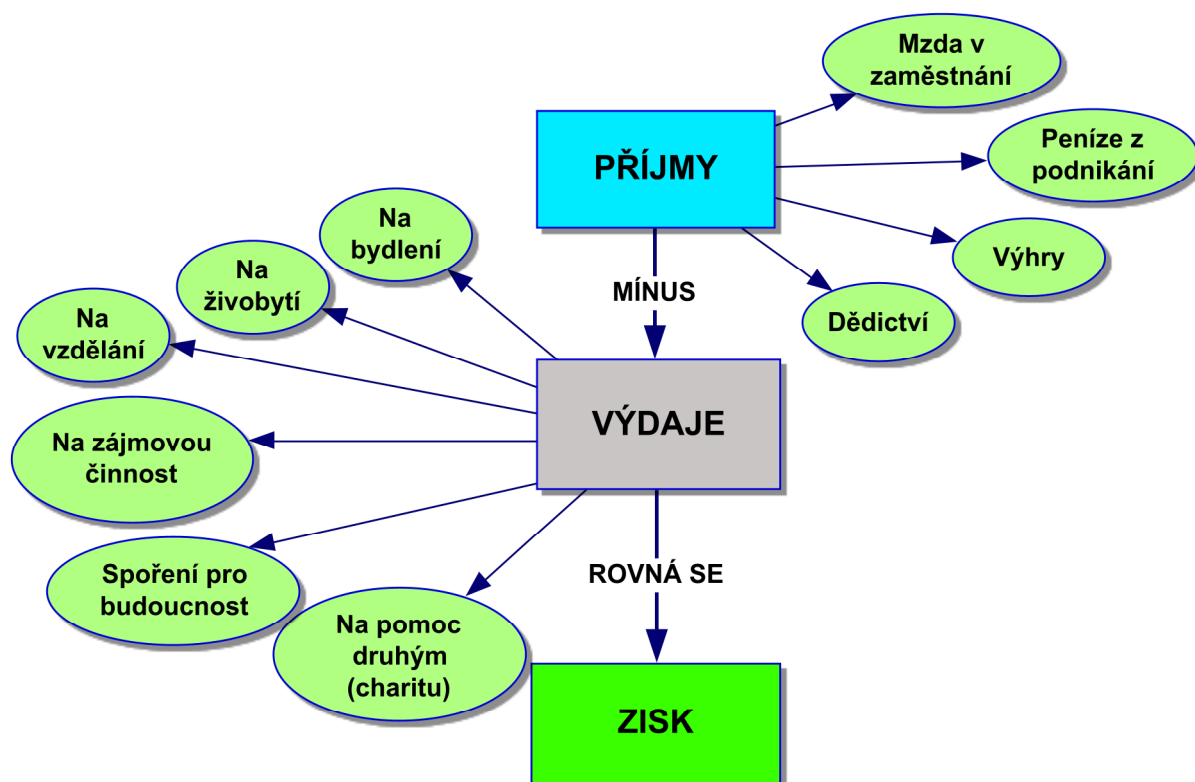 Mzda v
zaměstnání
PŘÍJMY
Peníze z
podnikání
Výhry
Dědictví
MÍNUS
Na
bydlení
Na
živobytí
Na
vzdělání
VÝDAJE
Na zájmovou
činnost
Spoření pro
budoucnost
Na pomoc
druhým
(charitu)
ROVNÁ SE
ZISK